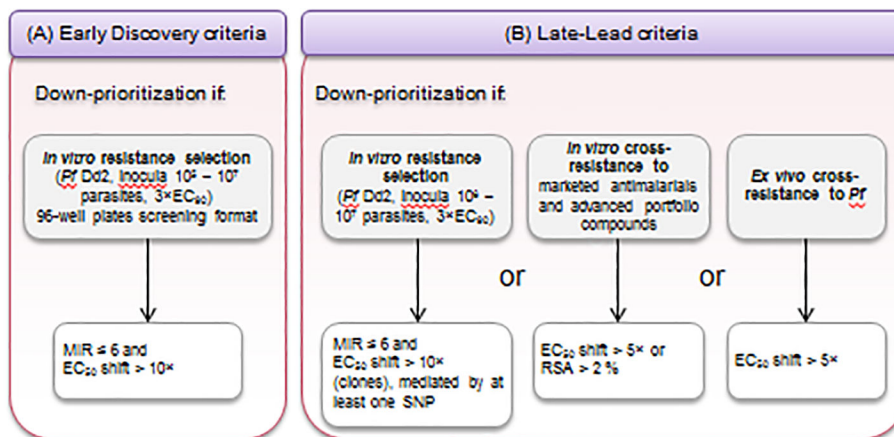 (A) Early Discovery criteria
Down-prioritization if:
In vitro resistance selection
(Pf Dd2, Inocula 10⁵ – 10⁷
parasites, 3×EC₉₀)
96-well plates screening format
MIR ≤ 6 and
EC₅₀ shift > 10×
(B) Late-Lead criteria
Down-prioritization if:
In vitro resistance
selection
(Pf Dd2, Inocula –
10⁷ parasites, 3×EC₉₀)
MIR ≤ 6 and
EC₅₀ shift > 10×
(clones), mediated by at
least one SNP
or
In vitro cross-
resistance to
marketed antimalarials
and advanced portfolio
compounds
EC₅₀ shift > 5× or
RSA > 2 %
or
Ex vivo cross-
resistance to Pf
EC₅₀ shift > 5×